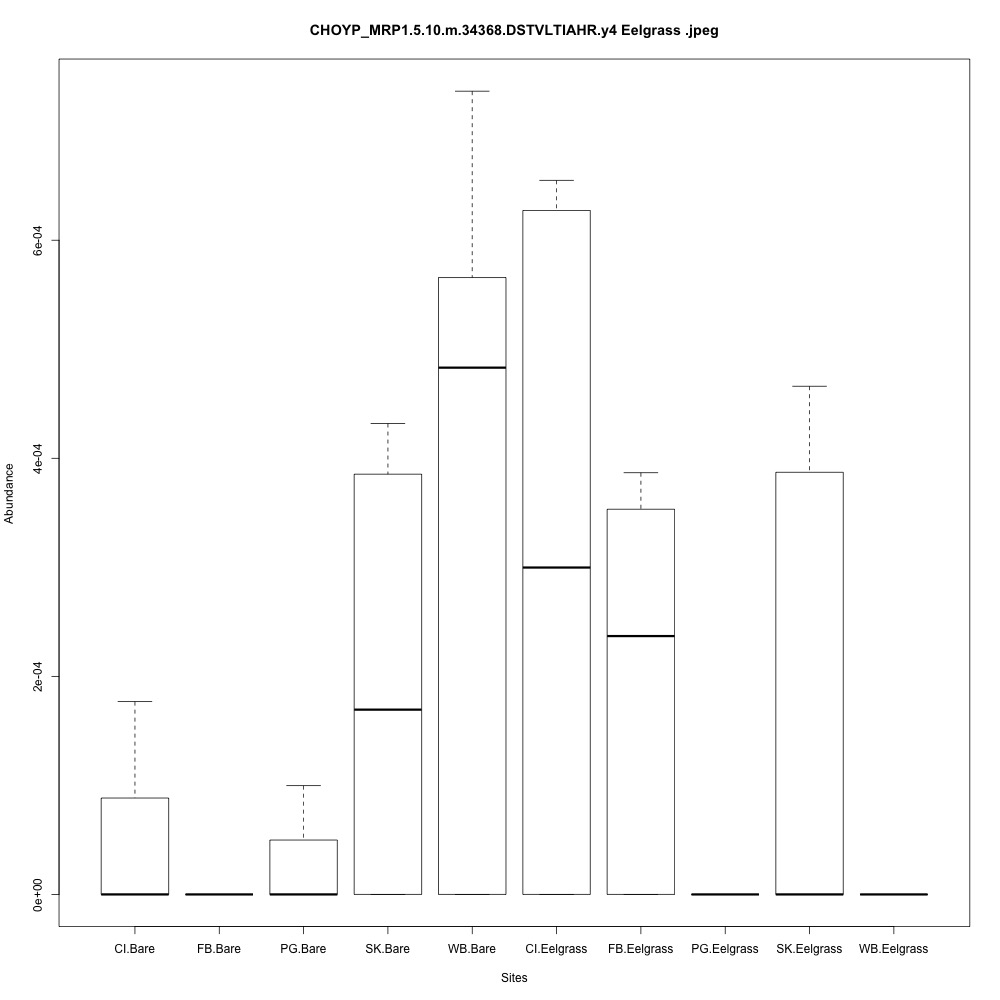 CHOYP_MRP1.5.10.m.34368.DSTVLTIAHR.y4 Eelgrass .jpeg
Abundance
6e-04
4e-04
2e-04
0e+00
CI.Bare FB.Bare PG.Bare SK.Bare WB.Bare CI.Eelgrass FB.Eelgrass PG.Eelgrass SK.Eelgrass WB.Eelgrass
Sites